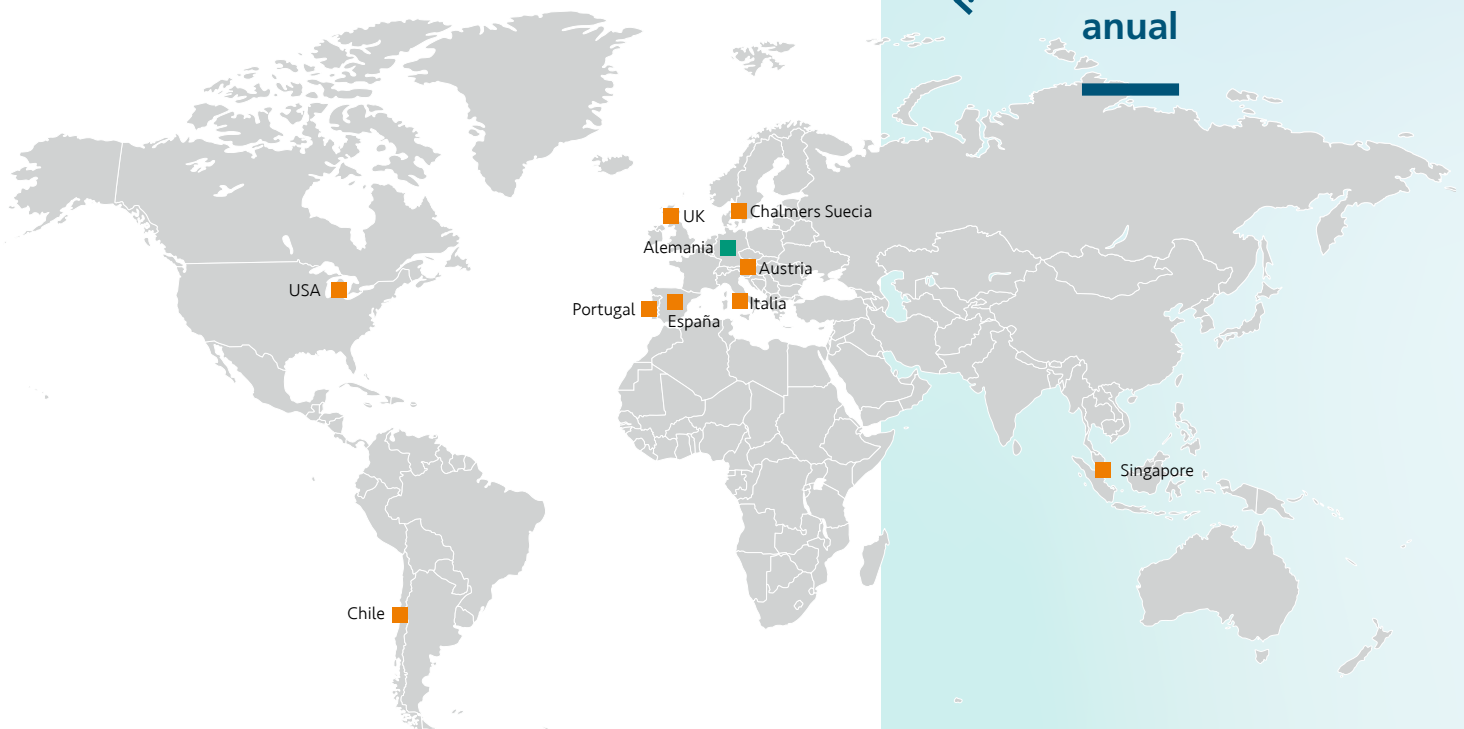 anual
UK
Chalmers Suecia
Alemania
Austria
USA
Italia
Portugal
España
Singapore
Chile